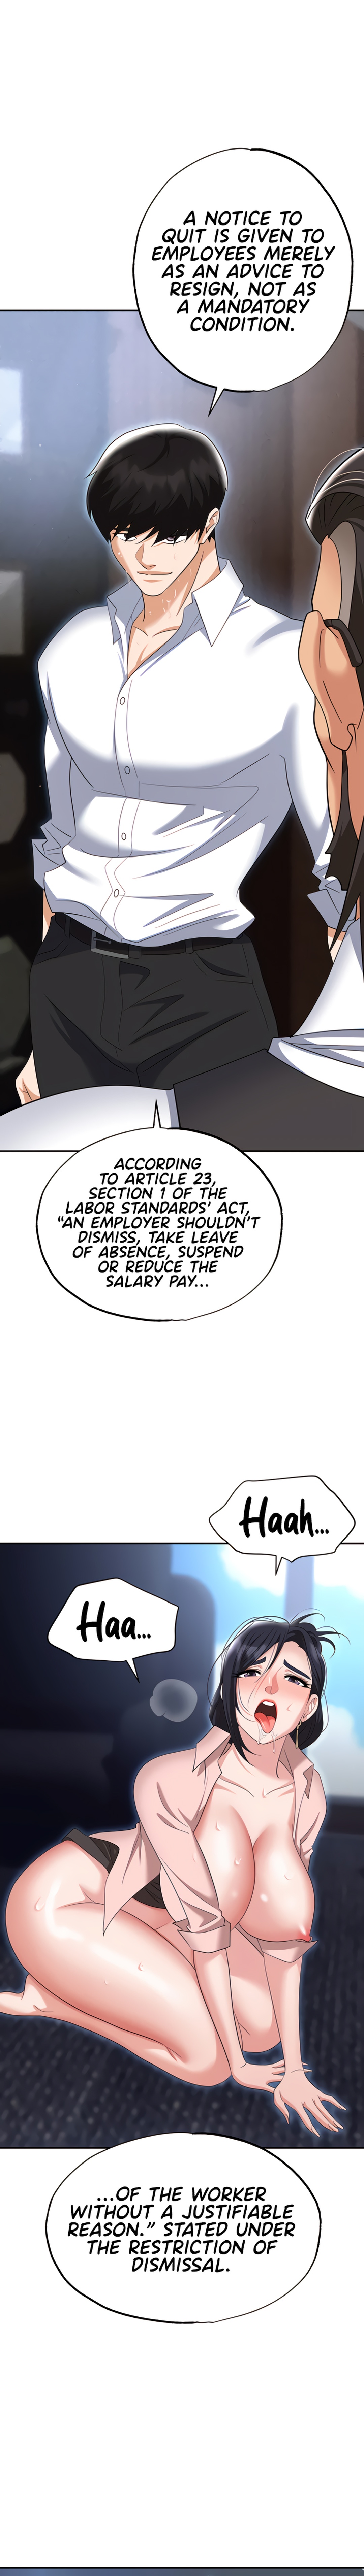 A NOTICE TO
QUIT IS GIVEN TO
EMPLOYEES MERELY
AS AN ADVICE TO
RESIGN, NOT AS
A MANDATORY
CONDITION.
ACCORDING
TO ARTICLE 23,
SECTION 1 OF THE
LABOR STANDARDS' ACT,
"AN EMPLOYER SHOULDN'T
DISMISS, TAKE LEAVE
OF ABSENCE, SUSPEND
OR REDUCE THE
SALARY PAY...
Haah...
Haa...
...OF THE WORKER
WITHOUT A JUSTIFIABLE
REASON." STATED UNDER
THE RESTRICTION OF
DISMISSAL.